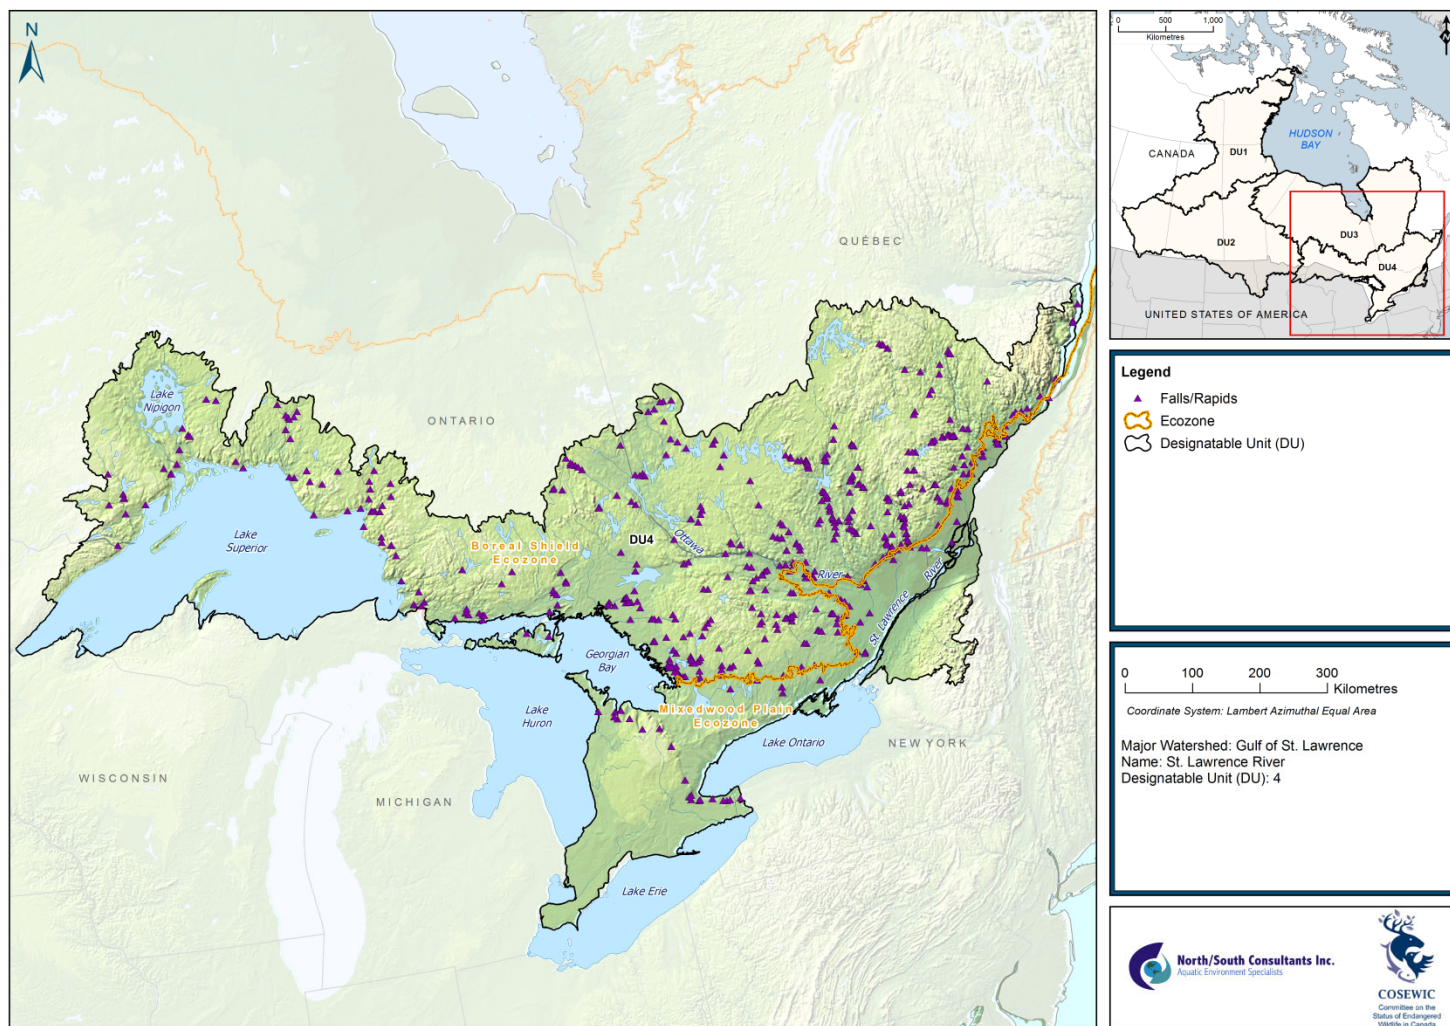 N
QUÉBEC
ONTARIO
Lake
Nipigon
Lake
Superior
Boreal Shield
Ecozone
DU4
Ottawa
River
St. Lawrence
River
Georgian
Bay
Lake
Huron
Mixedwood Plain
Ecozone
Lake Ontario
NEW YORK
WISCONSIN
MICHIGAN
Lake Erie
0 500 1,000
Kilometres
N
HUDSON
BAY
CANADA
DU1
DU2
DU3
DU4
UNITED STATES OF AMERICA
Legend
Falls/Rapids
Ecozone
Designatable Unit (DU)
0 100 200 300
Kilometres
Coordinate System: Lambert Azimuthal Equal Area
Major Watershed: Gulf of St. Lawrence
Name: St. Lawrence River
Designatable Unit (DU): 4
North/South Consultants Inc.
Aquatic Environment Specialists
COSEWIC
Committee on the
Status of Endangered
Wildlife in Canada